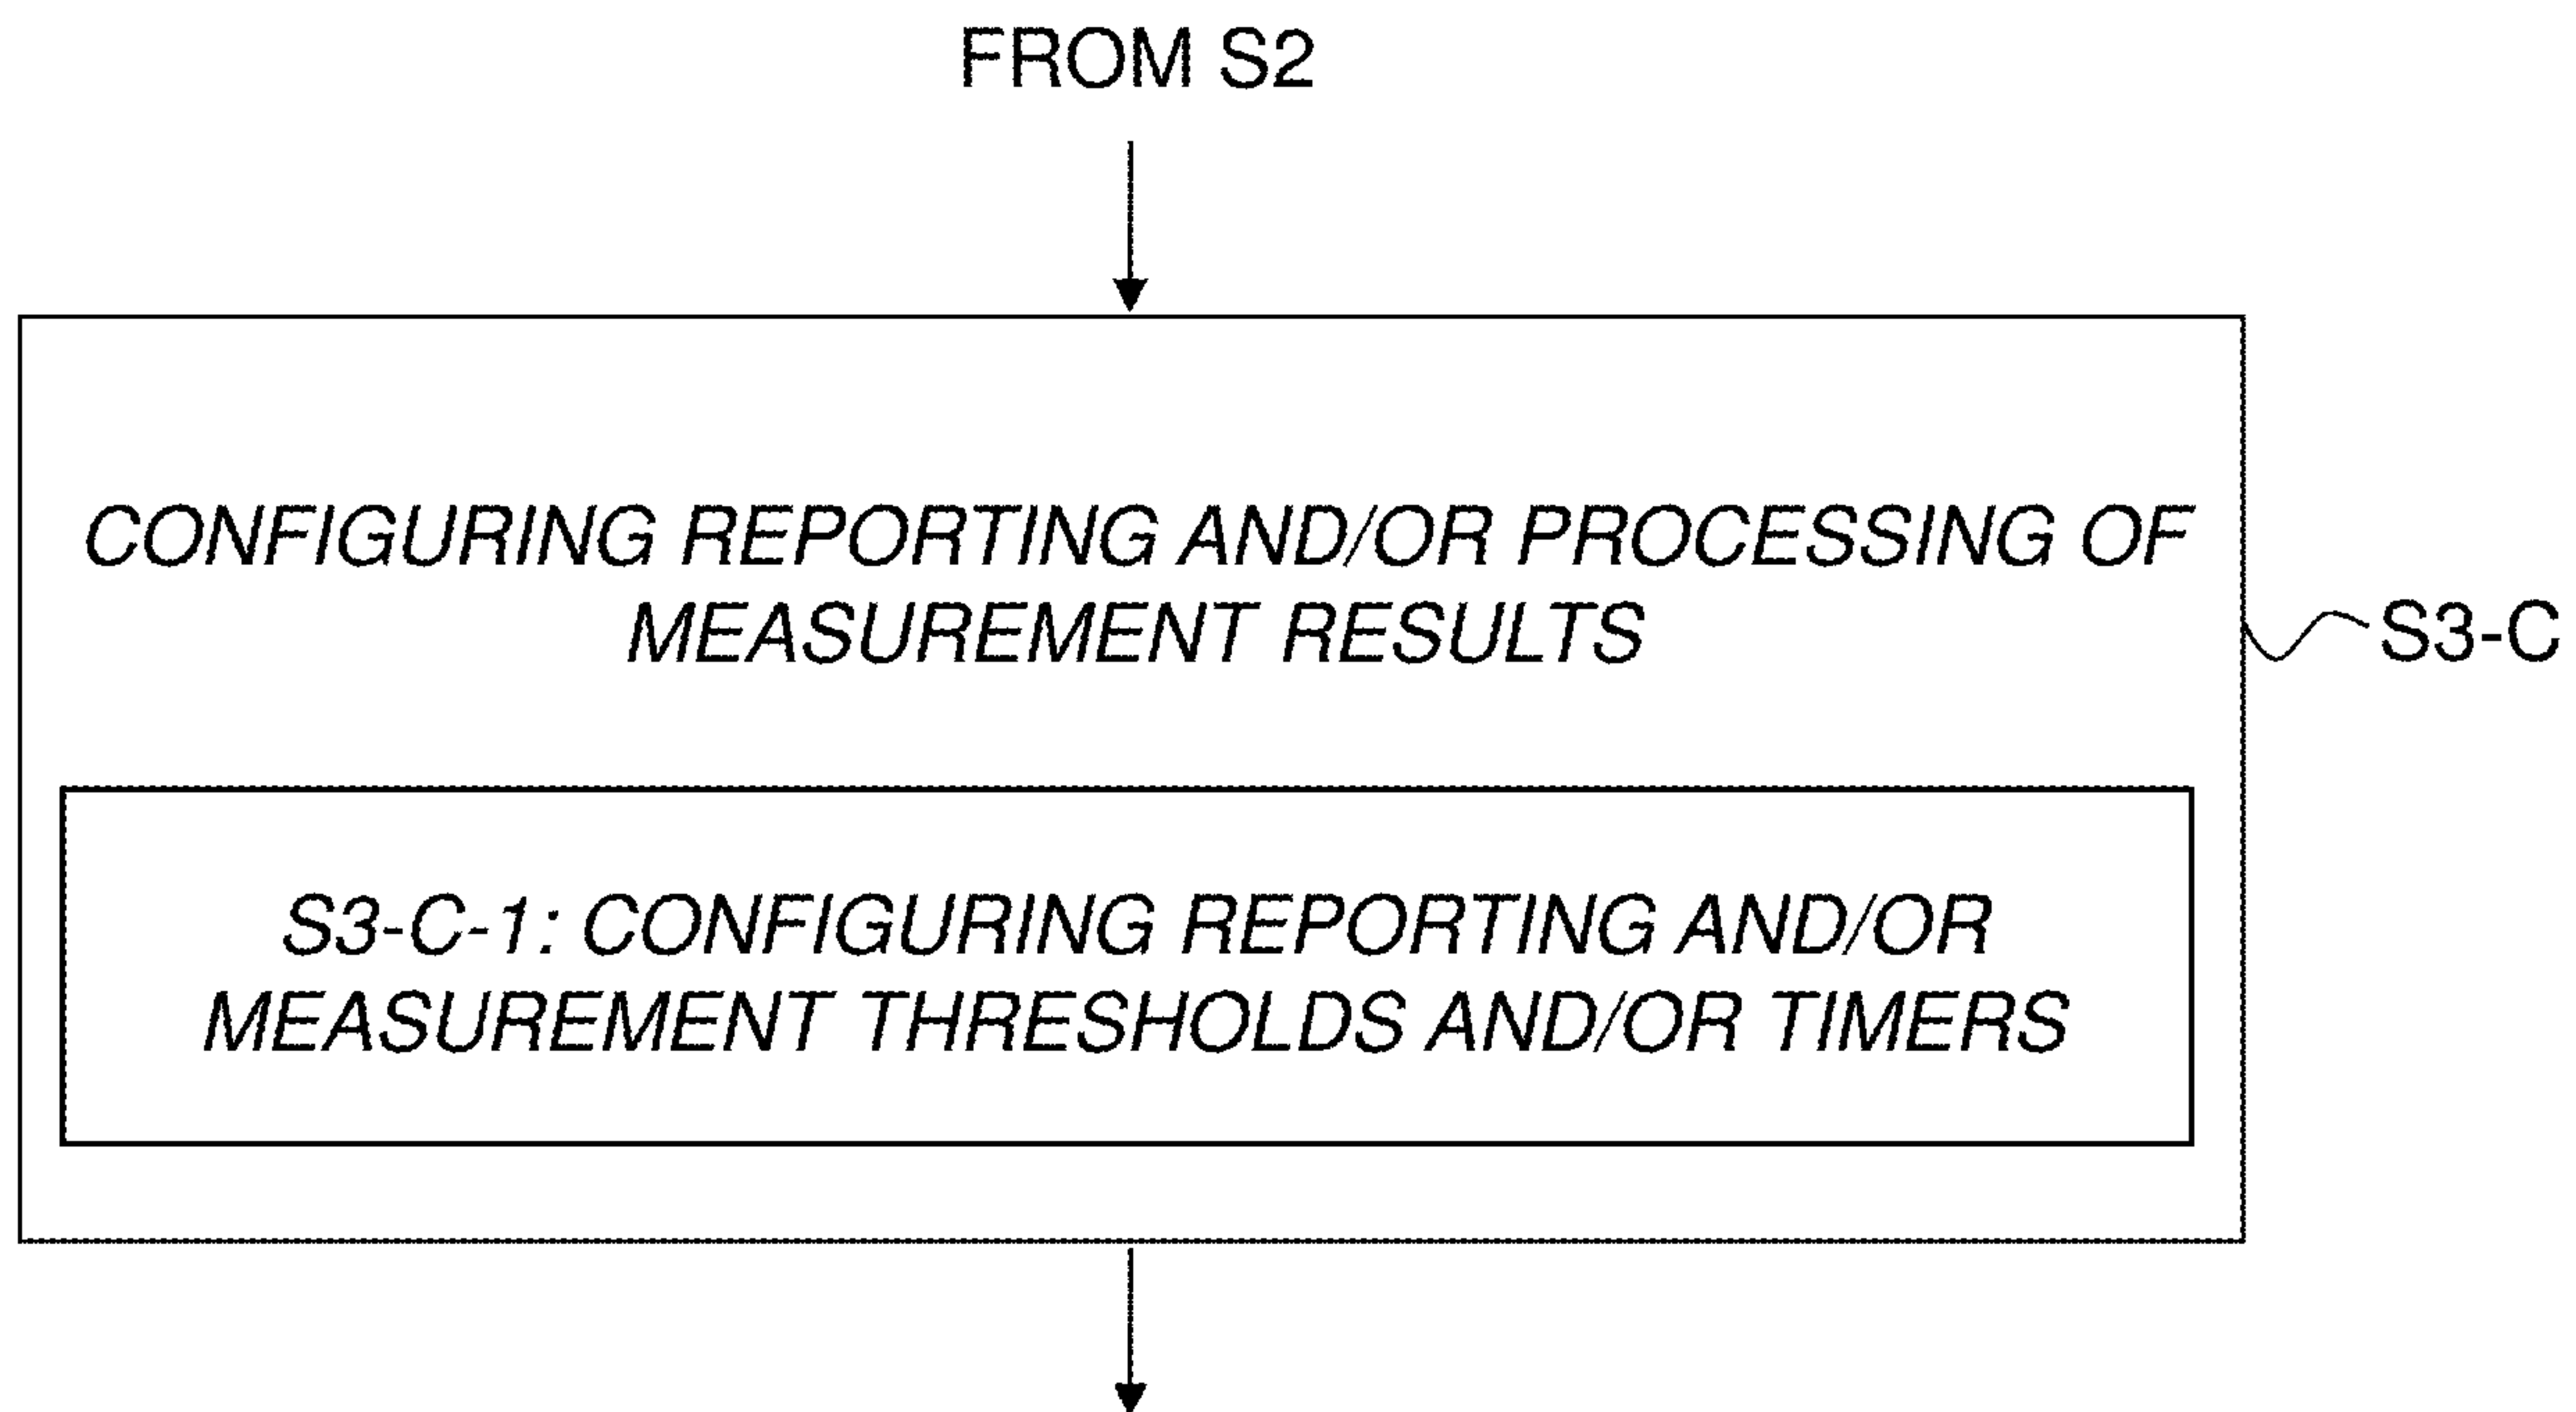 FROM S2
CONFIGURING REPORTING AND/OR PROCESSING OF
MEASUREMENT RESULTS
S3-C
S3-C-1: CONFIGURING REPORTING AND/OR
MEASUREMENT THRESHOLDS AND/OR TIMERS